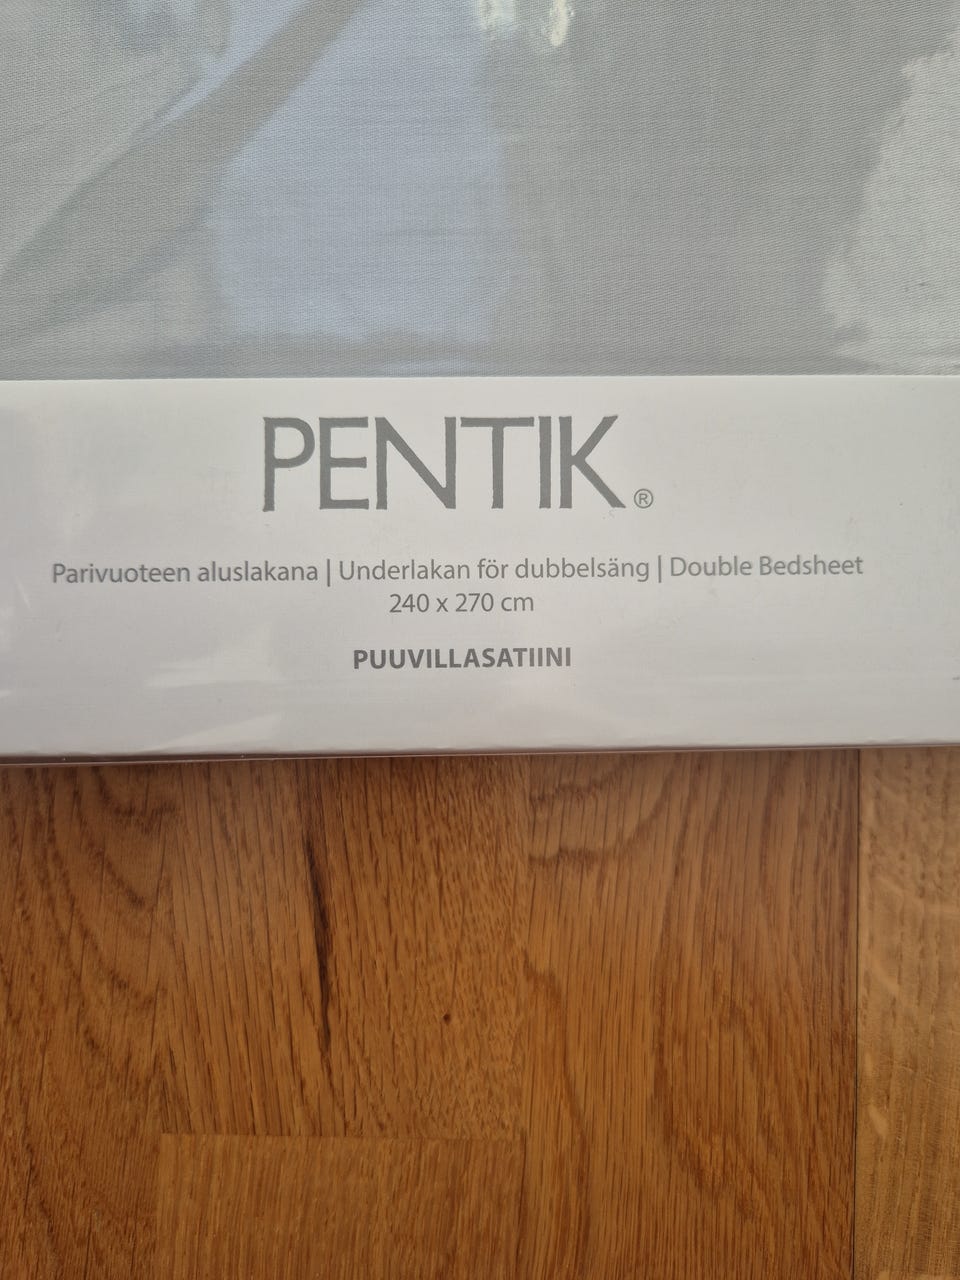 PENTIK®
Parivuoteen aluslakana | Underlakan för dubbelsäng | Double Bedsheet
240 x 270 cm
PUUVILLASATIINI